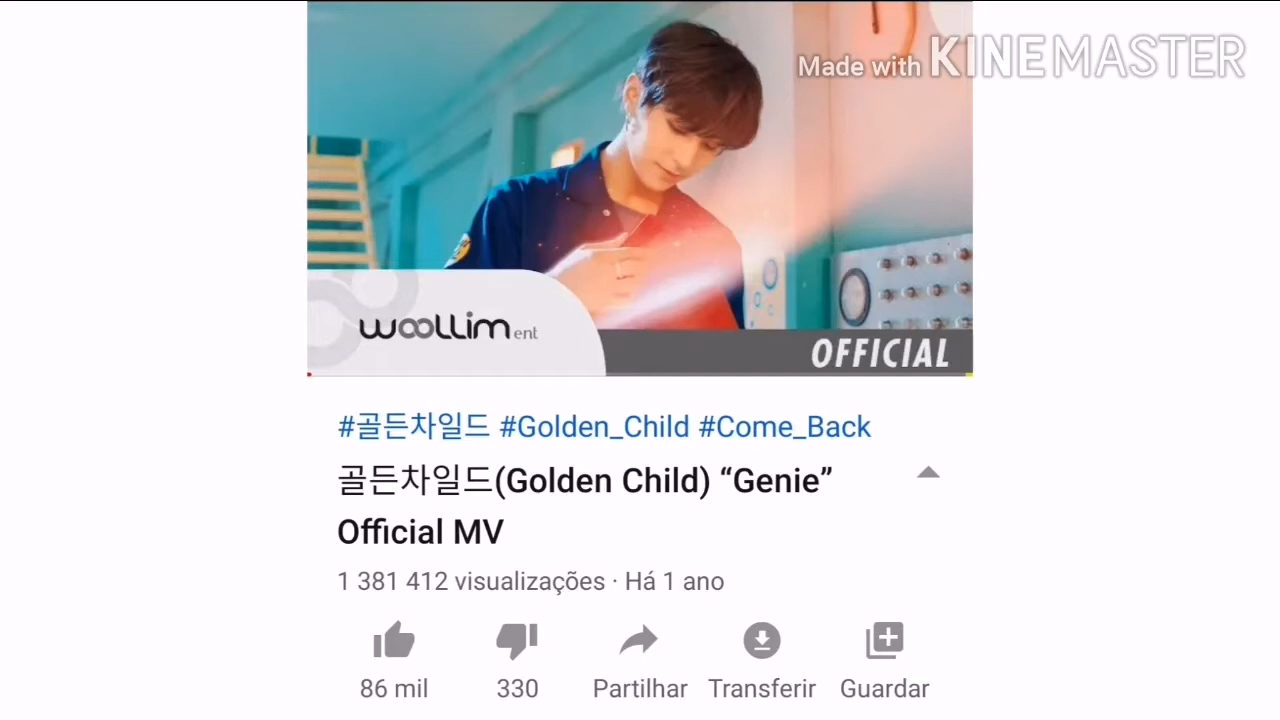 Made with KINEMASTER
woollim ent
OFFICIAL
#골든차일드 #Golden_Child #Come_Back
골든차일드(Golden Child) “Genie”
Official MV
1 381 412 visualizações · Há 1 ano
86 mil 330 Partilhar Transferir Guardar